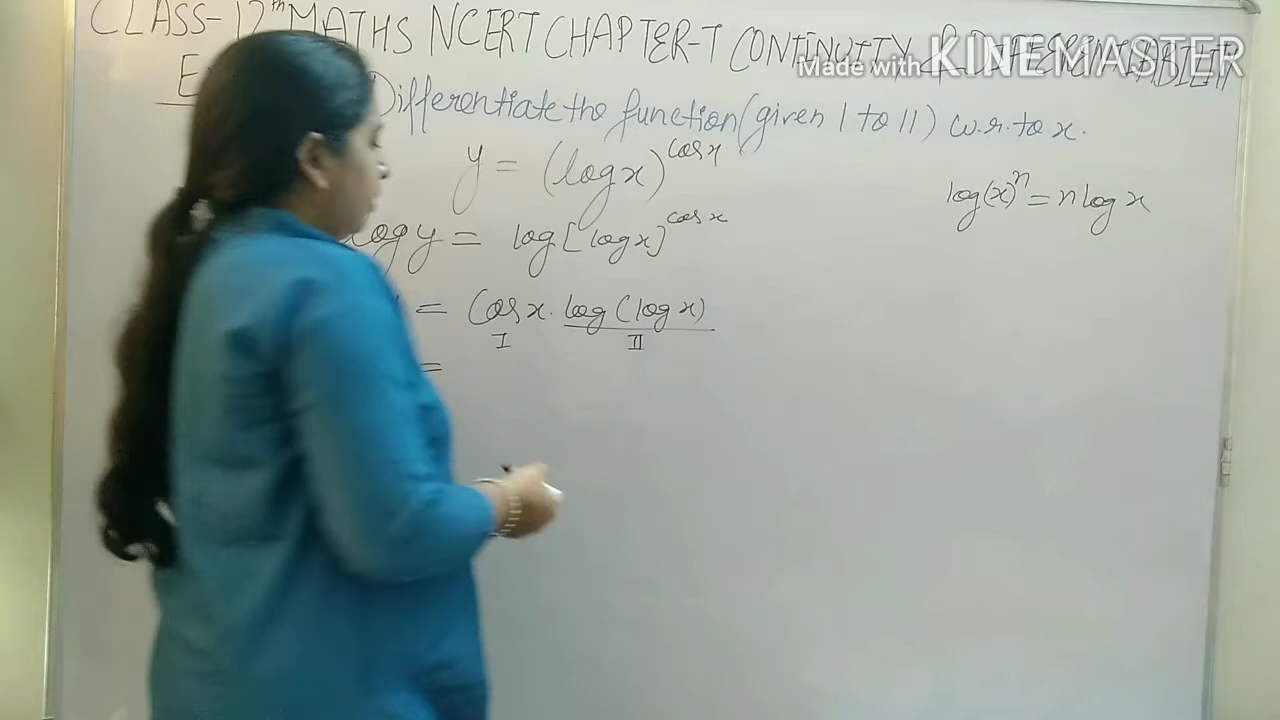 CLASS-12th MATHS NCERT CHAPTER-T CONTINUITY & DIFFERENTIABILITY
Made with KINEMASTER
E
Differentiate the function (given 1 to 11) w.r.to x.
y = (log x)^cos x
log(x)^n = n log x
log y = log [log x]^cos x
= cos x . log (log x)
I II
=